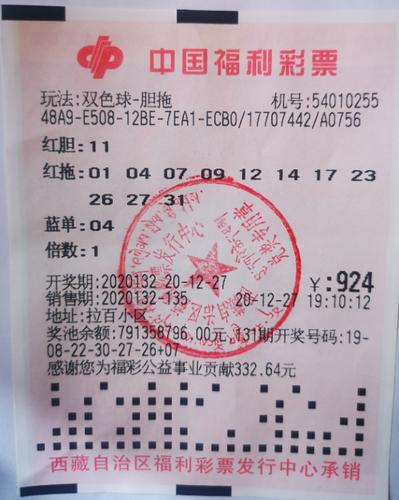 中国福利彩票
玩法:双色球-胆拖 机号:54010255
48A9-E508-12BE-7EA1-ECB0/17707442/A0756
红胆:11
红拖:01 04 07 09 12 14 17 23
26 27 31
蓝单:04
倍数:1
开奖期:2020132 20-12-27 ¥:924
销售期:2020132-135 20-12-27 19:10:12
地址:拉百小区
奖池余额:791358796.00元 131期开奖号码:19-
08-22-30-27-26+07
感谢您为福彩公益事业贡献332.64元
西藏自治区福利彩票发行中心承销